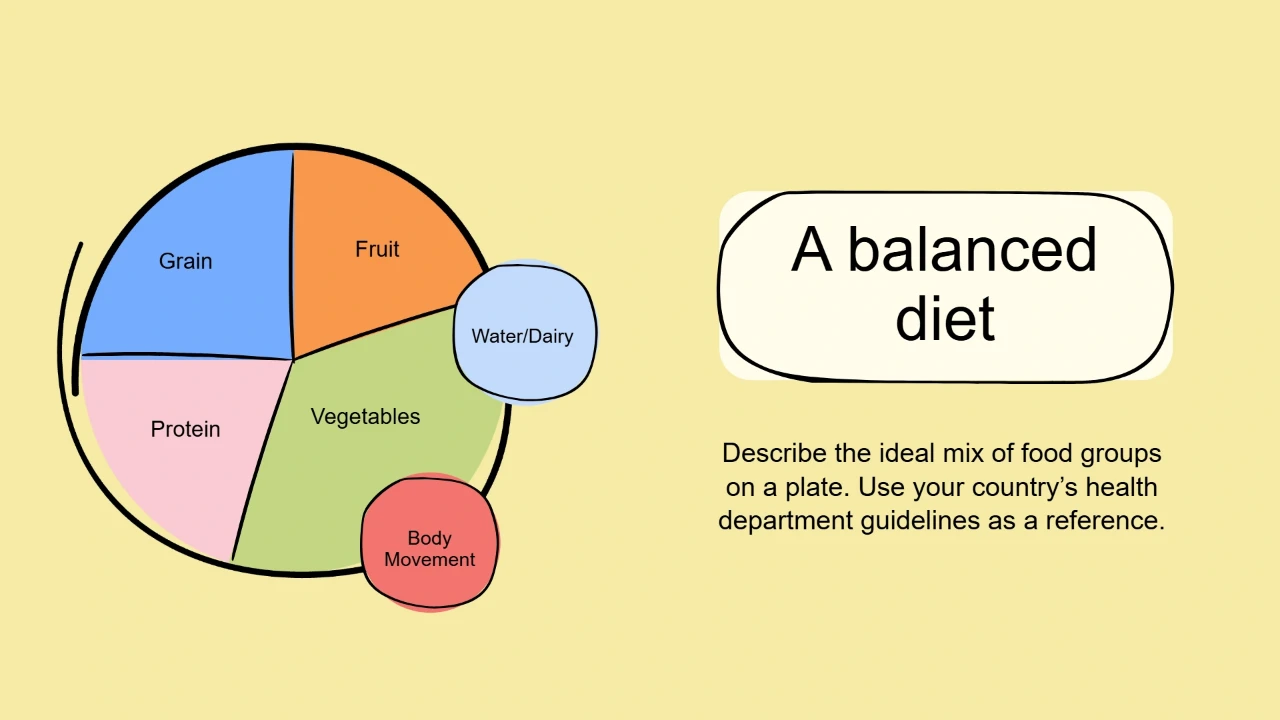 Grain
Fruit
Water/Dairy
Protein
Vegetables
Body
Movement
A balanced
diet
Describe the ideal mix of food groups
on a plate. Use your country’s health
department guidelines as a reference.